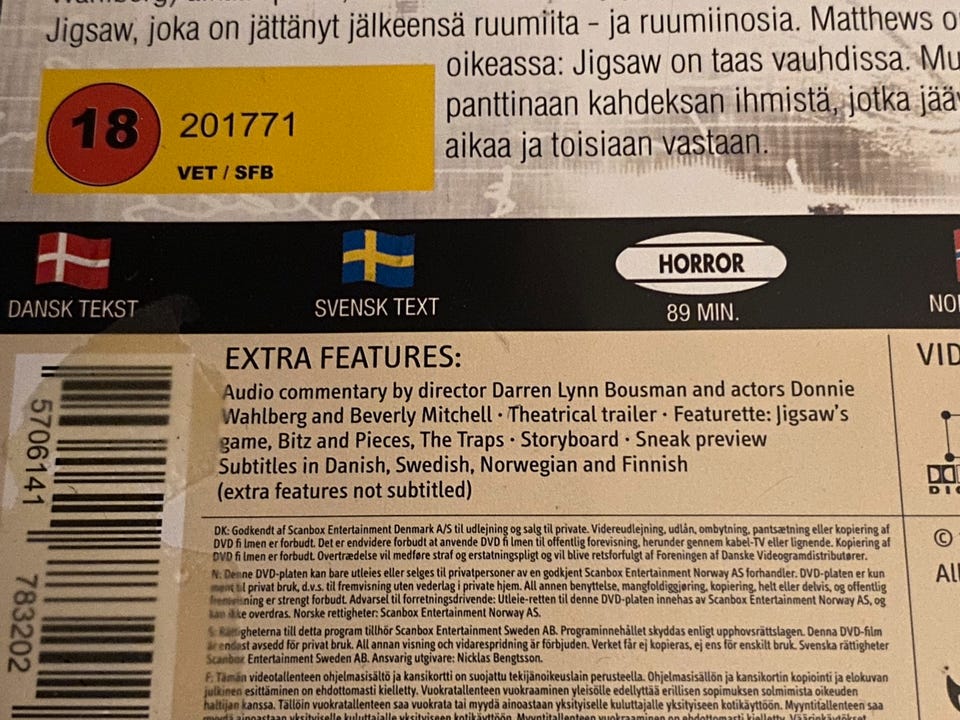 Jigsaw, joka on jättänyt jälkeensä ruumiita - ja ruumiinosia. Matthews
oikeassa: Jigsaw on taas vauhdissa.
panttinaan kahdeksan ihmistä, jotka
aikaa ja toisiaan vastaan.
18
201771
VET / SFB
DANSK TEKST
SVENSK TEXT
HORROR
89 MIN.
EXTRA FEATURES:
Audio commentary by director Darren Lynn Bousman and actors Donnie
Wahlberg and Beverly Mitchell · Theatrical trailer · Featurette: Jigsaw's
game, Bitz and Pieces, The Traps · Storyboard · Sneak preview
Subtitles in Danish, Swedish, Norwegian and Finnish
(extra features not subtitled)
5706141
783202
DK: Godkendt af Scanbox Entertainment Denmark A/S til udlejning og salg til private. Videreudlejning, udlån, ombytning, pantsætning eller kopiering af
DVD fi lmen er forbudt. Det er endvidere forbudt at anvende DVD fi lmen til offentlig forevisning, herunder gennem kabel-TV eller lignende. Kopiering af
DVD fi lmen er forbudt. Overtrædelse vil medføre straf og erstatningspligt og vil blive retsforfulgt af Foreningen af Danske Videogramdistributører.
N: Denne DVD-platen kan bare utleies eller selges til privatpersoner av en godkjent Scanbox Entertainment Norway AS forhandler. DVD-platen er kun
ment til privat bruk, d.v.s. til fremvisning uten vederlag i private hjem. All annen benyttelse, mangfoldiggjøring, kopiering, helt eller delvis, og offentlig
fremvisning er strengt forbudt. Advarsel til forretningsdrivende: Utleie-retten til denne DVD-platen innehas av Scanbox Entertainment Norway AS, og
kan ikke overdras. Norske rettigheter: Scanbox Entertainment Norway AS.
S: Rättigheterna till detta program tillhör Scanbox Entertainment Sweden AB. Programinnehållet skyddas enligt upphovsrättslagen. Denna DVD-film
är endast avsedd för privat bruk. All annan visning och vidarespridning är förbjuden. Verket får ej kopieras, ej ens för enskilt bruk. Svenska rättigheter
Scanbox Entertainment Sweden AB. Ansvarig utgivare: Nicklas Bengtsson.
F: Tämän videotallenteen ohjelmasisältö ja kansikortti on suojattu tekijänoikeuslain perusteella. Ohjelmasisällön ja kansikortin kopiointi ja elokuvan
julkinen esittäminen on ehdottomasti kielletty. Vuokratallenteen vuokraaminen yleisölle edellyttää erillisen sopimuksen solmimista oikeuden
haltijan kanssa. Tällöin vuokratallenteen saa vuokrata tai myydä ainoastaan yksityiselle kuluttajalle yksityiseen kotikäyttöön. Myyntitallenteen saa